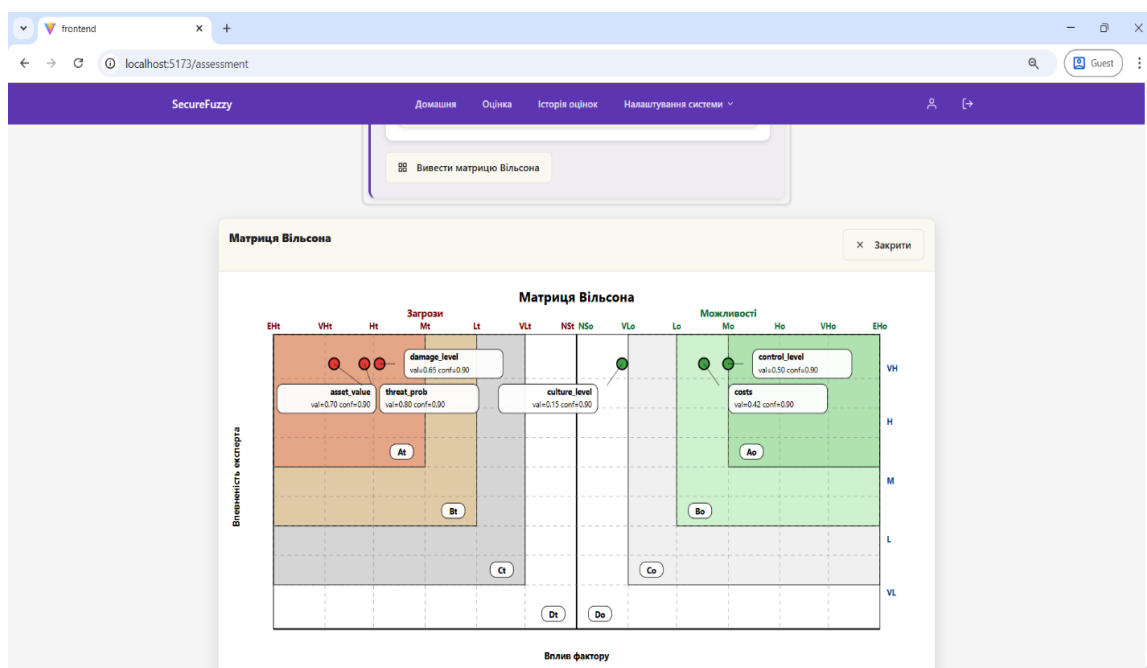 frontend
localhost:5173/assessment
Guest
SecureFuzzy
Домашня Оцінка Історія оцінок Налаштування системи
Вивести матрицю Вільсона
Матриця Вільсона
Закрити
Матриця Вільсона
Загрози Можливості
EHt VHt Ht Mt Lt VLt NSt NSo VLo Lo Mo Ho VHo EHo
damage_level
val=0.65 conf=0.90
control_level
val=0.50 conf=0.90
VH
asset_value
val=0.70 conf=0.90
threat_prob
val=0.80 conf=0.90
culture_level
val=0.15 conf=0.90
costs
val=0.42 conf=0.90
H
At
Ao
M
Впевненість експерта
Bt
Bo
L
Ct
Co
VL
Dt
Do
Вплив фактору